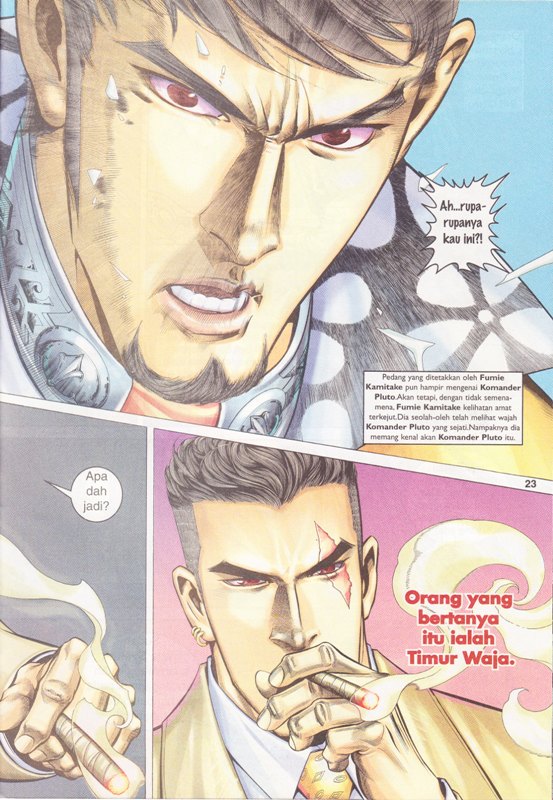 Ah...rupa-
rupanya
kau ini?!
Pedang yang ditetakkan oleh Fumie
Kamitake pun hampir mengenai Komander
Pluto.Akan tetapi, dengan tidak semena-
mena, Fumie Kamitake kelihatan amat
terkejut.Dia seolah-oleh telah melihat wajah
Komander Pluto yang sejati.Nampaknya dia
memang kenal akan Komander Pluto itu.
23
Apa
dah
jadi?
Orang yang
bertanya
itu ialah
Timur Waja.